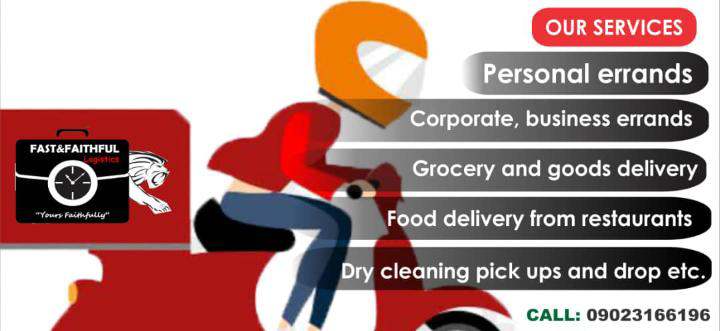 OUR SERVICES
Personal errands
Corporate, business errands
FAST&FAITHFUL
Logistics
Grocery and goods delivery
"Yours Faithfully"
Food delivery from restaurants
Dry cleaning pick ups and drop etc.
CALL: 09023166196